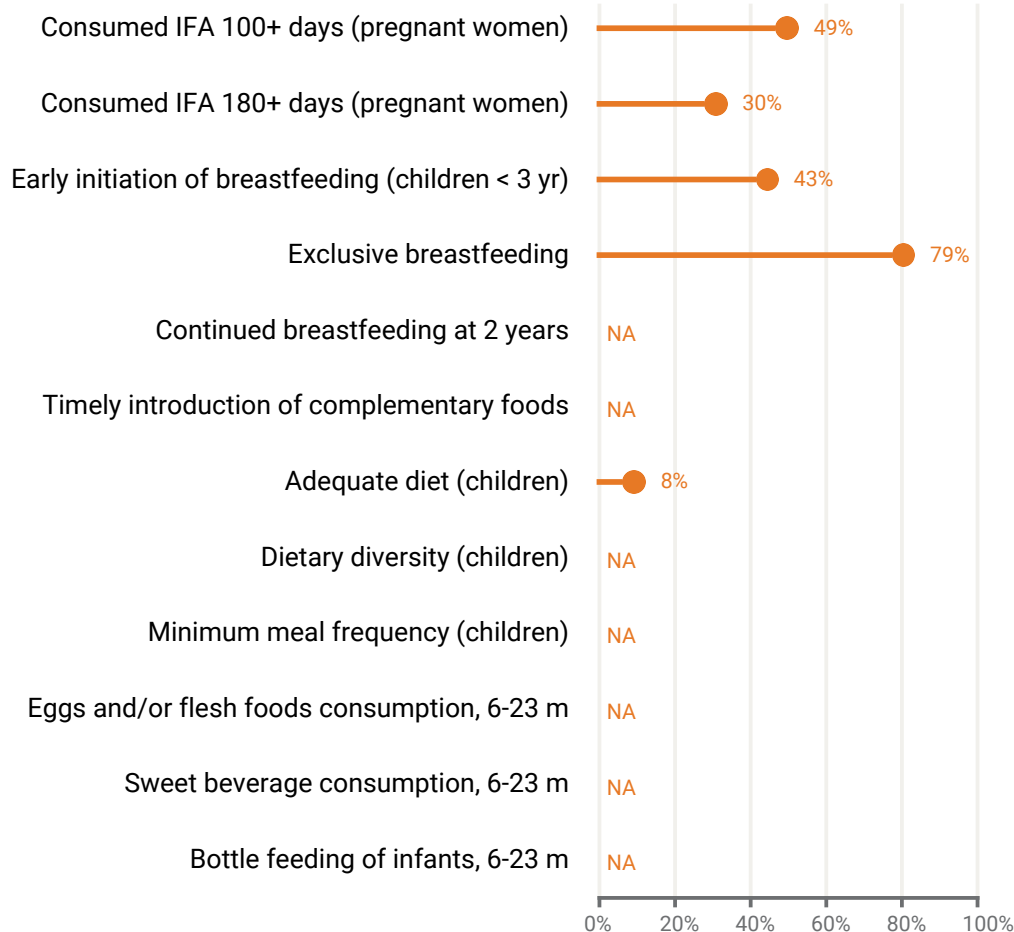 Consumed IFA 100+ days (pregnant women) 49%
Consumed IFA 180+ days (pregnant women) 30%
Early initiation of breastfeeding (children < 3 yr) 43%
Exclusive breastfeeding 79%
Continued breastfeeding at 2 years NA
Timely introduction of complementary foods NA
Adequate diet (children) 8%
Dietary diversity (children) NA
Minimum meal frequency (children) NA
Eggs and/or flesh foods consumption, 6-23 m NA
Sweet beverage consumption, 6-23 m NA
Bottle feeding of infants, 6-23 m NA
0% 20% 40% 60% 80% 100%